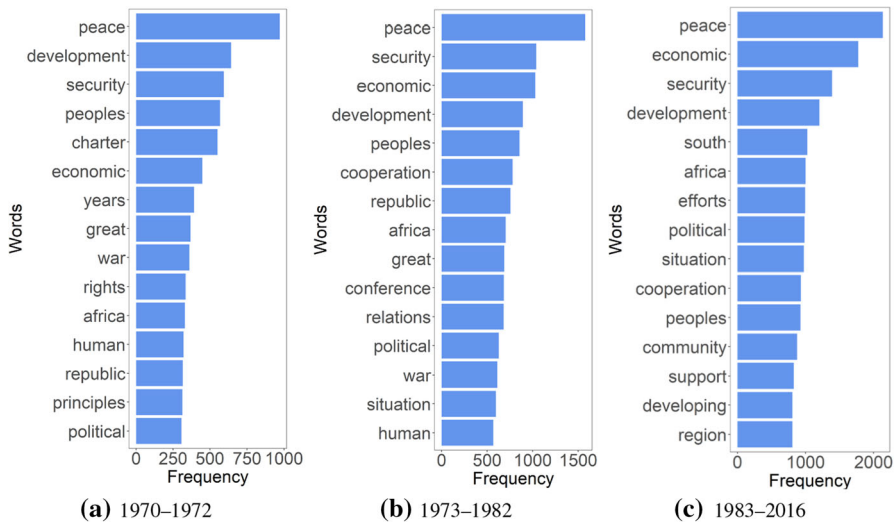 peace
development
security
peoples
charter
economic
years
great
war
rights
africa
human
republic
principles
political
Words
0 250 500 750 1000
Frequency
(a) 1970–1972
peace
security
economic
development
peoples
cooperation
republic
africa
great
conference
relations
political
war
situation
human
Words
0 500 1000 1500
Frequency
(b) 1973–1982
peace
economic
security
development
south
africa
efforts
political
situation
cooperation
peoples
community
support
developing
region
Words
0 1000 2000
Frequency
(c) 1983–2016